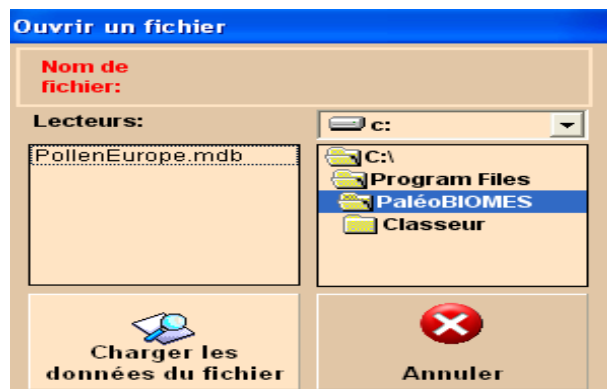 Ouvrir un fichier
Nom de
fichier:
Lecteurs:
c:
PollenEurope.mdb
C:\
Program Files
PaléoBIOMES
Classeur
Charger les
données du fichier
Annuler